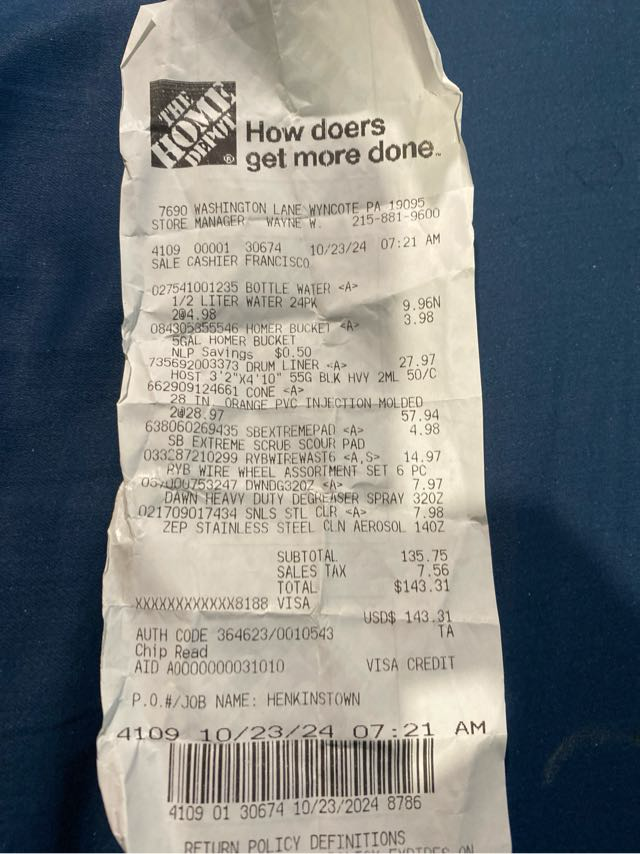 THE
HOME
DEPOT
How doers
get more done.
7690 WASHINGTON LANE WYNCOTE PA 19095
STORE MANAGER WAYNE W. 215-881-9600
4109 00001 30674 10/23/24 07:21 AM
SALE CASHIER FRANCISCO
027541001235 BOTTLE WATER <A>
1/2 LITER WATER 24PK
2@4.98 9.96N
084305355546 HOMER BUCKET <A> 3.98
5GAL HOMER BUCKET
NLP Savings $0.50
735692003373 DRUM LINER <A> 27.97
HOST 3'2"X4'10" 55G BLK HVY 2ML 50/C
662909124661 CONE <A>
28 IN. ORANGE PVC INJECTION MOLDED
2@28.97 57.94
638060269435 SBEXTREMEPAD <A> 4.98
SB EXTREME SCRUB SCOUR PAD
033287210299 RYBWIREWAST6 <A,S> 14.97
RYB WIRE WHEEL ASSORTMENT SET 6 PC
037000753247 DWNDG32OZ <A> 7.97
DAWN HEAVY DUTY DEGREASER SPRAY 32OZ
021709017434 SNLS STL CLR <A> 7.98
ZEP STAINLESS STEEL CLN AEROSOL 14OZ
SUBTOTAL 135.75
SALES TAX 7.56
TOTAL $143.31
XXXXXXXXXXXX8188 VISA
USD$ 143.31
AUTH CODE 364623/0010543 TA
Chip Read
AID A0000000031010 VISA CREDIT
P.O.#/JOB NAME: HENKINSTOWN
4109 10/23/24 07:21 AM
4109 01 30674 10/23/2024 8786
RETURN POLICY DEFINITIONS